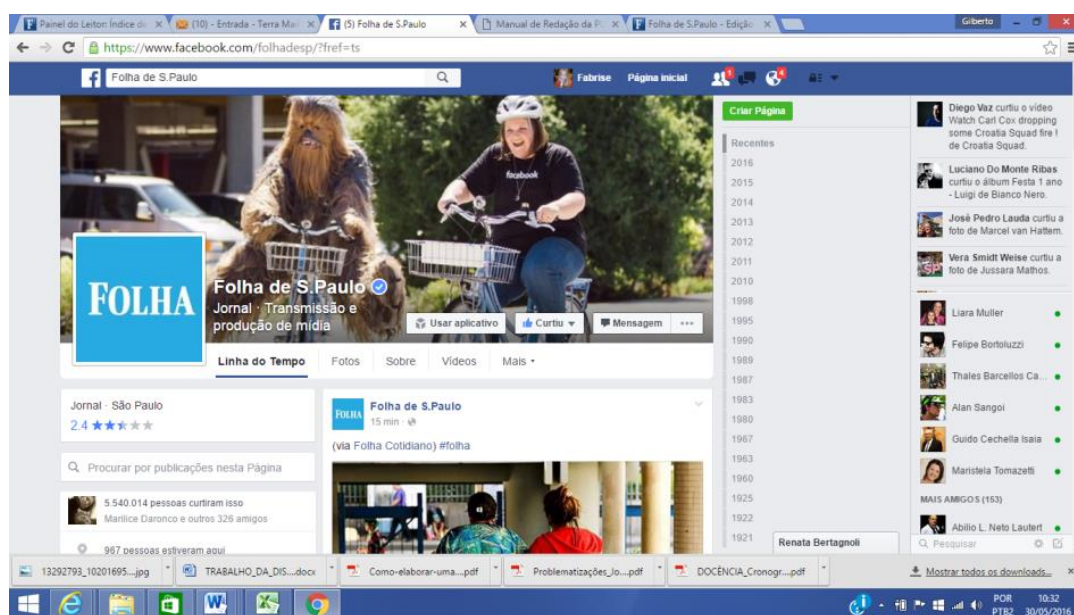 Painel do Leitor: Índice de
(10) - Entrada - Terra Mail
(5) Folha de S.Paulo
Manual de Redação da
Folha de S.Paulo - Edição
Gilberto
https://www.facebook.com/folhadesp/?fref=ts
Folha de S.Paulo
Fabrise
Página inicial
1
4
facebook
FOLHA
Folha de S.Paulo
Jornal · Transmissão e
produção de mídia
Usar aplicativo
Curtiu
Mensagem
Linha do Tempo
Fotos
Sobre
Vídeos
Mais
Jornal · São Paulo
2.4
Procurar por publicações nesta Página
5.540.014 pessoas curtiram isso
Marilice Daronco e outros 326 amigos
967 pessoas estiveram aqui
FOLHA
Folha de S.Paulo
15 min
(via Folha Cotidiano) #folha
Criar Página
Recentes
2016
2015
2014
2013
2012
2011
2010
1998
1995
1990
1989
1987
1983
1980
1967
1963
1960
1925
1922
1921
Diego Vaz curtiu o vídeo
Watch Carl Cox dropping
some Croatia Squad fire !
de Croatia Squad.
Luciano Do Monte Ribas
curtiu o álbum Festa 1 ano
- Luigi de Bianco Nero.
José Pedro Lauda curtiu a
foto de Marcel van Hattem.
Vera Smidt Weise curtiu a
foto de Jussara Mathos.
Liara Muller
Felipe Bortoluzzi
Thales Barcellos Ca...
Alan Sangoi
Guido Cechella Isaia
Maristela Tomazetti
MAIS AMIGOS (153)
Abilio L. Neto Lautert
Renata Bertagnoli
Pesquisar
13292793_10201695....jpg
TRABALHO_DA_DIS....docx
Como-elaborar-uma....pdf
Problematizações_Jo....pdf
DOCÊNCIA_Cronogr....pdf
Mostrar todos os downloads...
POR
PTB2
10:32
30/05/2016